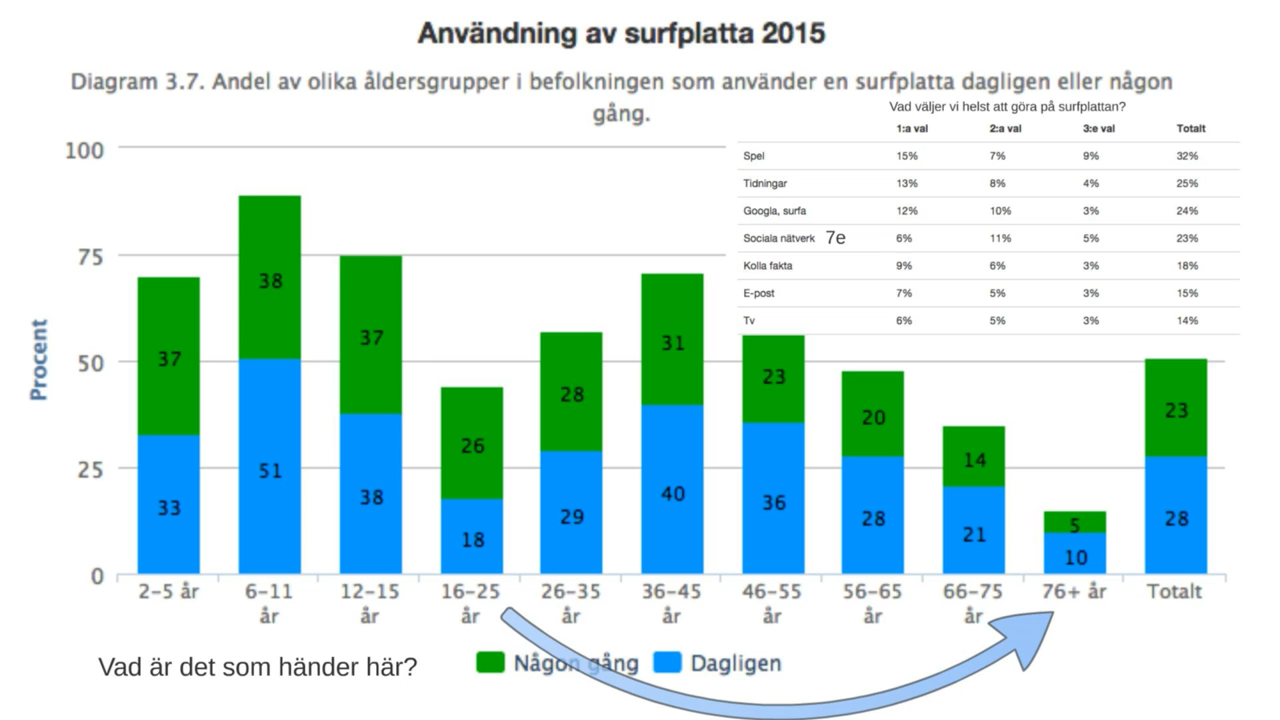 Användning av surfplatta 2015
Diagram 3.7. Andel av olika åldersgrupper i befolkningen som använder en surfplatta dagligen eller någon
gång.
Vad väljer vi helst att göra på surfplattan?
1:a val 2:a val 3:e val Totalt
Spel 15% 7% 9% 32%
Tidningar 13% 8% 4% 25%
Googla, surfa 12% 10% 3% 24%
Sociala nätverk 7e 6% 11% 5% 23%
Kolla fakta 9% 6% 3% 18%
E-post 7% 5% 3% 15%
Tv 6% 5% 3% 14%
Procent
100
75
50
25
0
37 38 37 26 28 31 23 20 14 5 23
33 51 38 18 29 40 36 28 21 10 28
2–5 år 6–11 år 12–15 år 16–25 år 26–35 år 36–45 år 46–55 år 56–65 år 66–75 år 76+ år Totalt
Vad är det som händer här?
Någon gång Dagligen